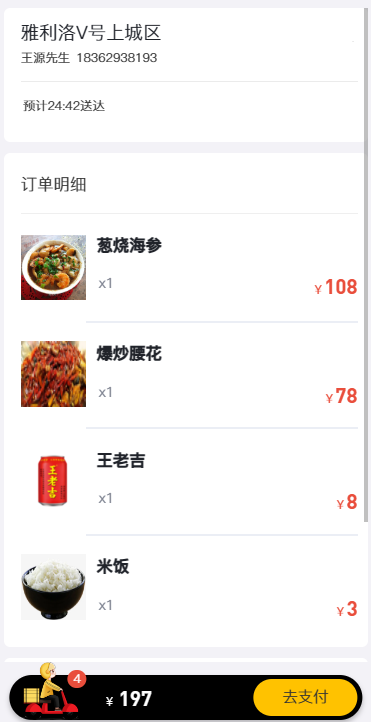 雅利洛V号上城区
王源先生 18362938193
预计24:42送达
订单明细
葱烧海参
x1
¥108
爆炒腰花
x1
¥78
王老吉
王老吉
x1
¥8
米饭
x1
¥3
4
¥ 197
去支付